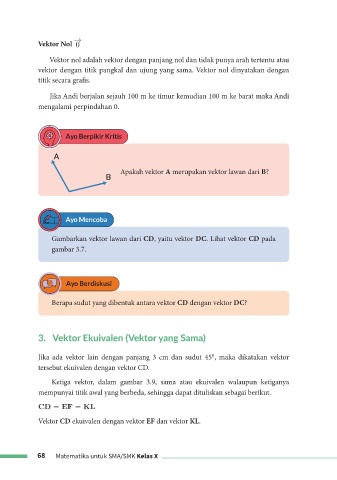 Vektor Nol 0
Vektor nol adalah vektor dengan panjang nol dan tidak punya arah tertentu atau
vektor dengan titik pangkal dan ujung yang sama. Vektor nol dinyatakan dengan
titik secara grafis.
Jika Andi berjalan sejauh 100 m ke timur kemudian 100 m ke barat maka Andi
mengalami perpindahan 0.
Ayo Berpikir Kritis
A
B
Apakah vektor A merupakan vektor lawan dari B?
Ayo Mencoba
Gambarkan vektor lawan dari CD, yaitu vektor DC. Lihat vektor CD pada
gambar 3.7.
Ayo Berdiskusi
Berapa sudut yang dibentuk antara vektor CD dengan vektor DC?
3. Vektor Ekuivalen (Vektor yang Sama)
Jika ada vektor lain dengan panjang 3 cm dan sudut 45°, maka dikatakan vektor
tersebut ekuivalen dengan vektor CD.
Ketiga vektor, dalam gambar 3.9, sama atau ekuivalen walaupun ketiganya
mempunyai titik awal yang berbeda, sehingga dapat dituliskan sebagai berikut.
CD = EF = KL
Vektor CD ekuivalen dengan vektor EF dan vektor KL.
68 Matematika untuk SMA/SMK Kelas X